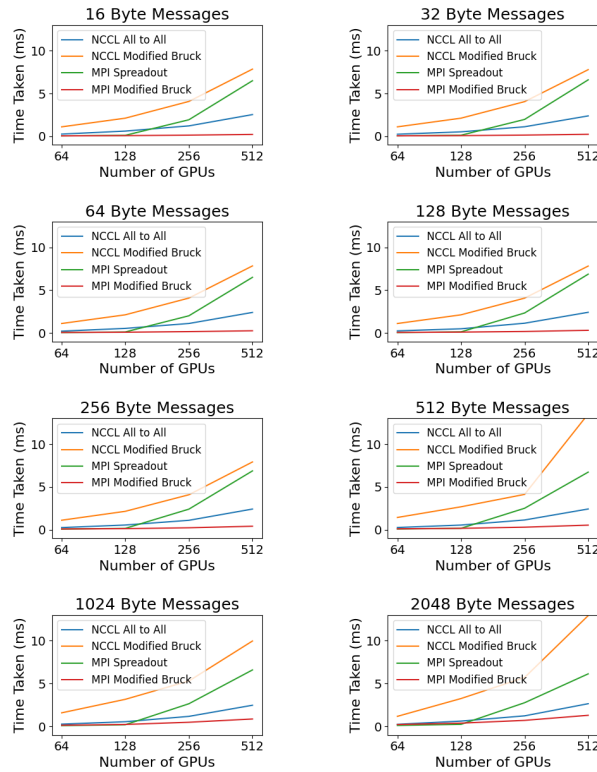 16 Byte Messages
Time Taken (ms)
10
5
0
NCCL All to All
NCCL Modified Bruck
MPI Spreadout
MPI Modified Bruck
64 128 256 512
Number of GPUs
32 Byte Messages
Time Taken (ms)
10
5
0
NCCL All to All
NCCL Modified Bruck
MPI Spreadout
MPI Modified Bruck
64 128 256 512
Number of GPUs
64 Byte Messages
Time Taken (ms)
10
5
0
NCCL All to All
NCCL Modified Bruck
MPI Spreadout
MPI Modified Bruck
64 128 256 512
Number of GPUs
128 Byte Messages
Time Taken (ms)
10
5
0
NCCL All to All
NCCL Modified Bruck
MPI Spreadout
MPI Modified Bruck
64 128 256 512
Number of GPUs
256 Byte Messages
Time Taken (ms)
10
5
0
NCCL All to All
NCCL Modified Bruck
MPI Spreadout
MPI Modified Bruck
64 128 256 512
Number of GPUs
512 Byte Messages
Time Taken (ms)
10
5
0
NCCL All to All
NCCL Modified Bruck
MPI Spreadout
MPI Modified Bruck
64 128 256 512
Number of GPUs
1024 Byte Messages
Time Taken (ms)
10
5
0
NCCL All to All
NCCL Modified Bruck
MPI Spreadout
MPI Modified Bruck
64 128 256 512
Number of GPUs
2048 Byte Messages
Time Taken (ms)
10
5
0
NCCL All to All
NCCL Modified Bruck
MPI Spreadout
MPI Modified Bruck
64 128 256 512
Number of GPUs